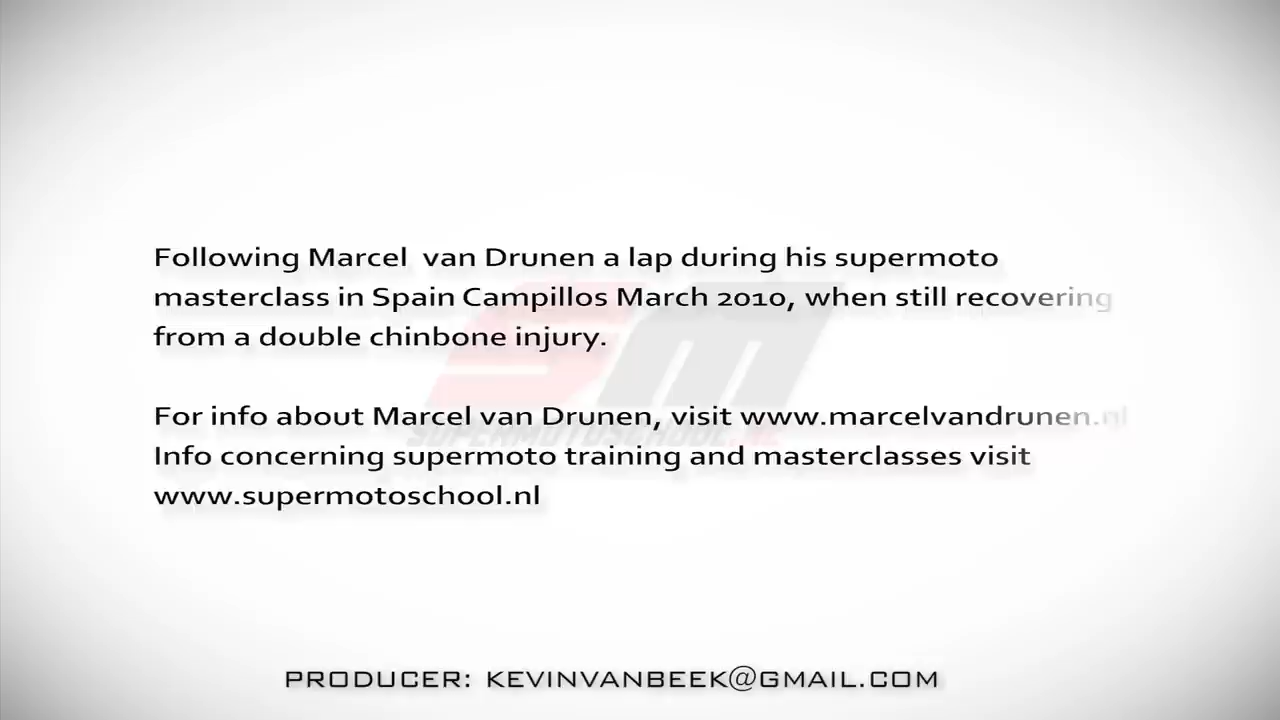 Following Marcel van Drunen a lap during his supermoto
masterclass in Spain Campillos March 2010, when still recovering
from a double chinbone injury.
For info about Marcel van Drunen, visit www.marcelvandrunen.nl
SUPERMOTOSCHOOL.NL
Info concerning supermoto training and masterclasses visit
www.supermotoschool.nl
PRODUCER: KEVINVANBEEK@GMAIL.COM